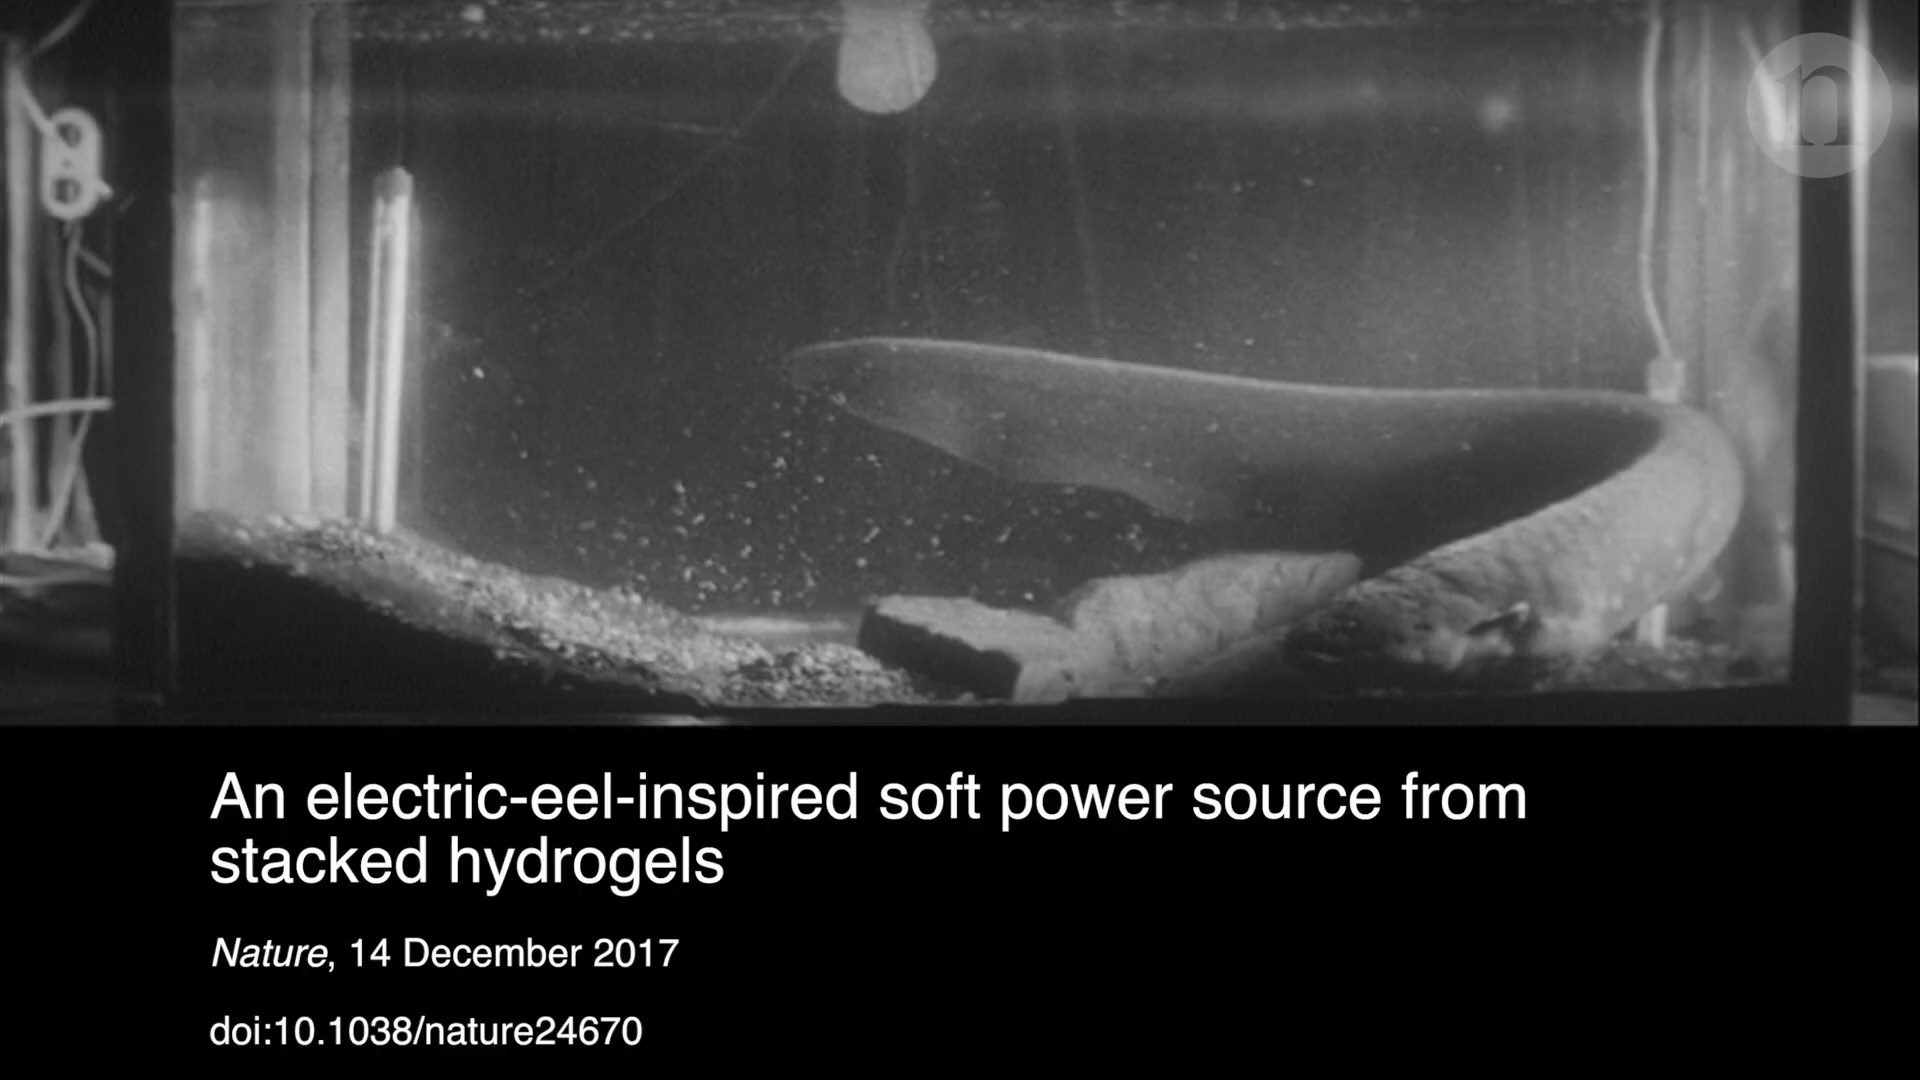 n
An electric-eel-inspired soft power source from
stacked hydrogels
Nature, 14 December 2017
doi:10.1038/nature24670